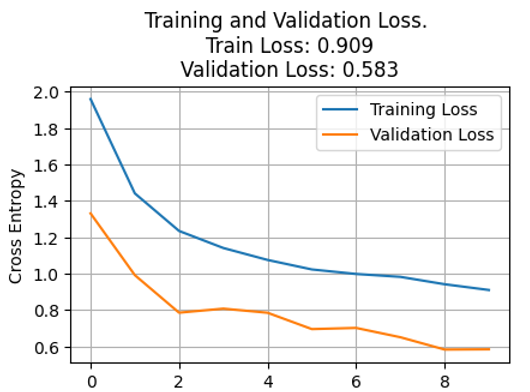 Training and Validation Loss.
Train Loss: 0.909
Validation Loss: 0.583
2.0
Training Loss
1.8
Validation Loss
1.6
1.4
1.2
Cross Entropy
1.0
0.8
0.6
0 2 4 6 8